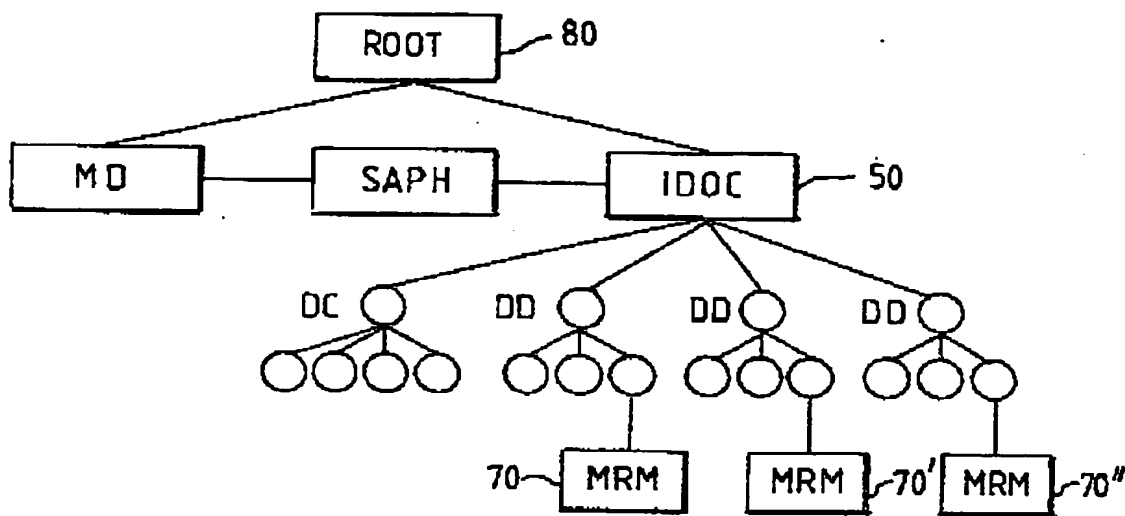 ROOT 80
MD SAPH IDOC 50
DC DD DD DD
70 MRM MRM 70' MRM 70"